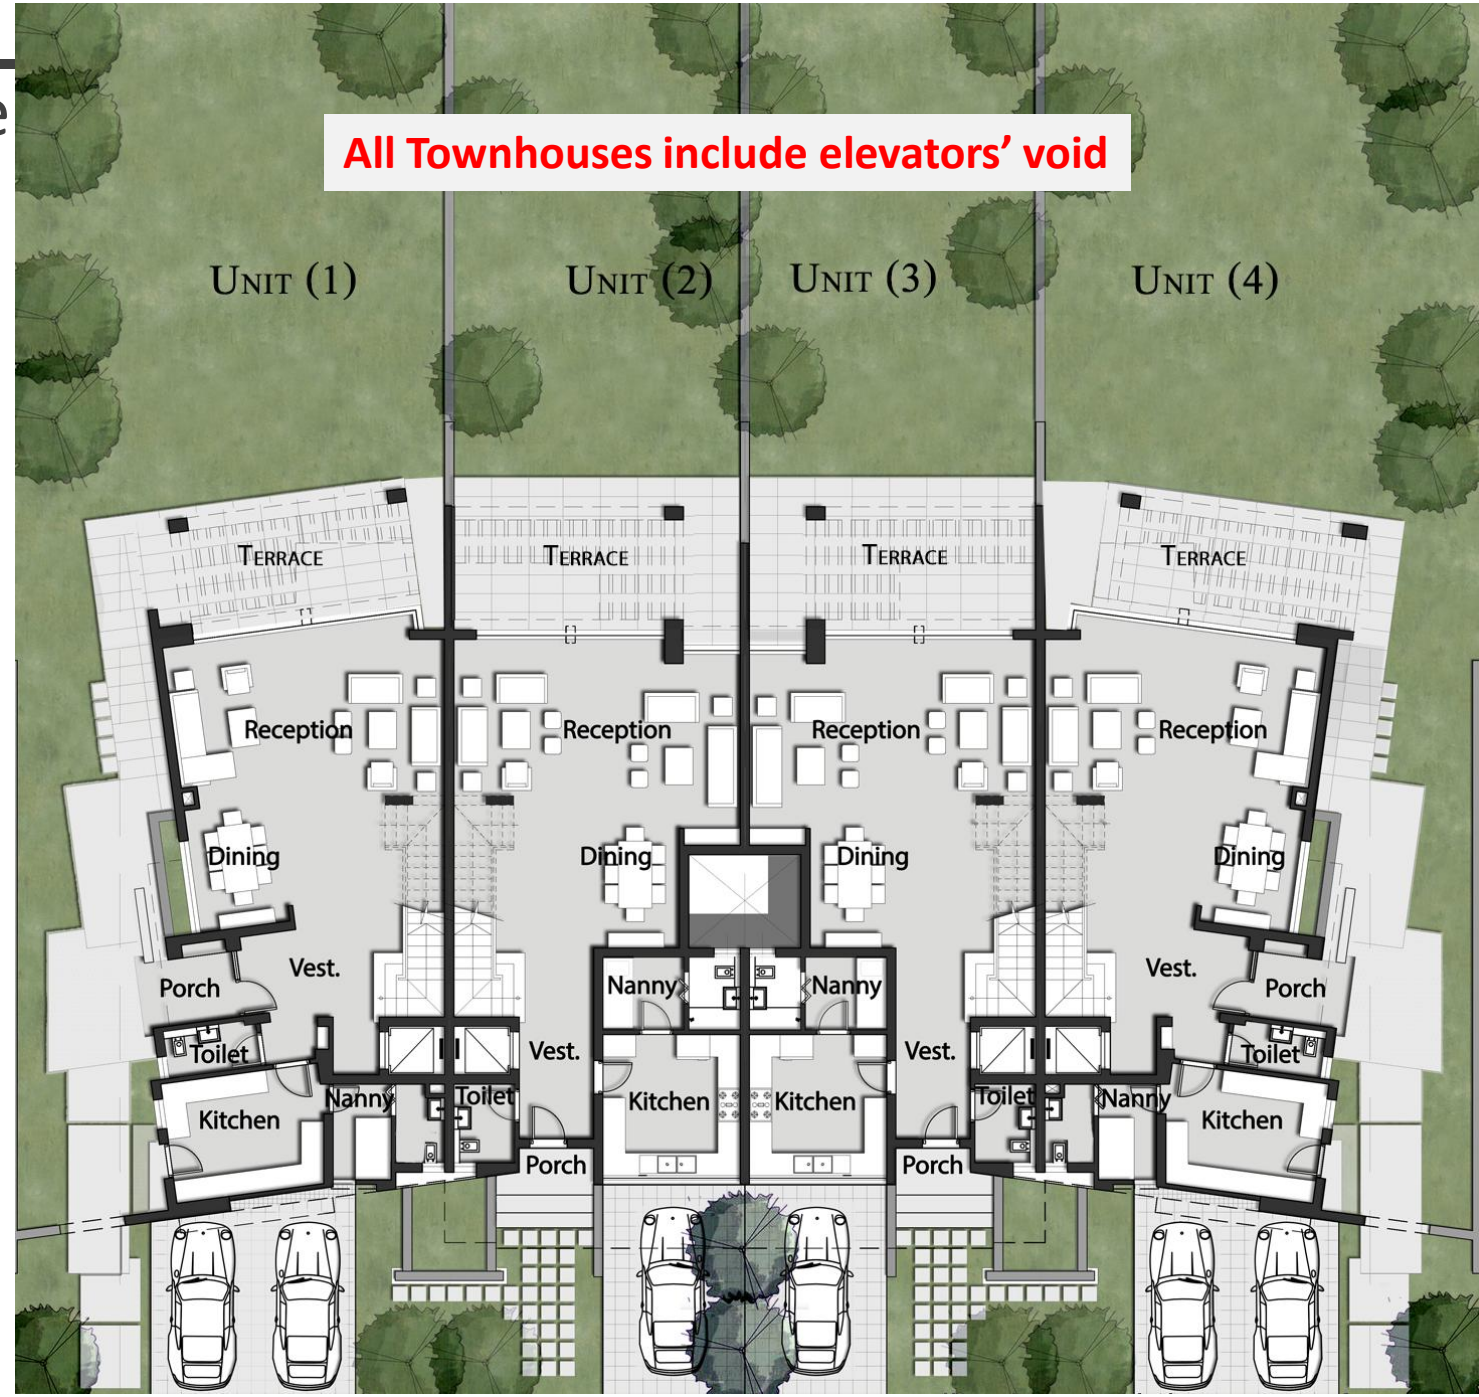 e
All Townhouses include elevators’ void
Unit (1) Unit (2) Unit (3) Unit (4)
Terrace Terrace Terrace Terrace
Reception Reception Reception Reception
Dining Dining Dining Dining
Vest. Vest.
Porch Nanny Nanny Porch
Toilet Vest. Vest. Toilet
Kitchen Nanny Toilet Kitchen Kitchen Toilet Nanny Kitchen
Porch Porch